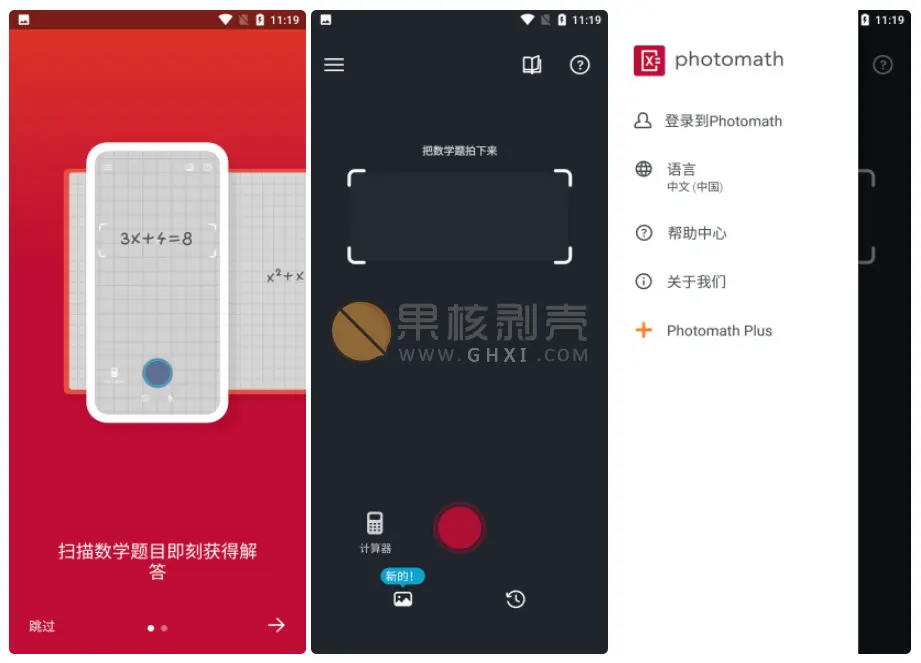 11:19
3x+4=8
x²+x
扫描数学题目即刻获得解
答
跳过
11:19
把数学题拍下来
果核剥壳
WWW.GHXI.COM
计算器
新的!
11:19
photomath
登录到Photomath
语言
中文 (中国)
帮助中心
关于我们
Photomath Plus